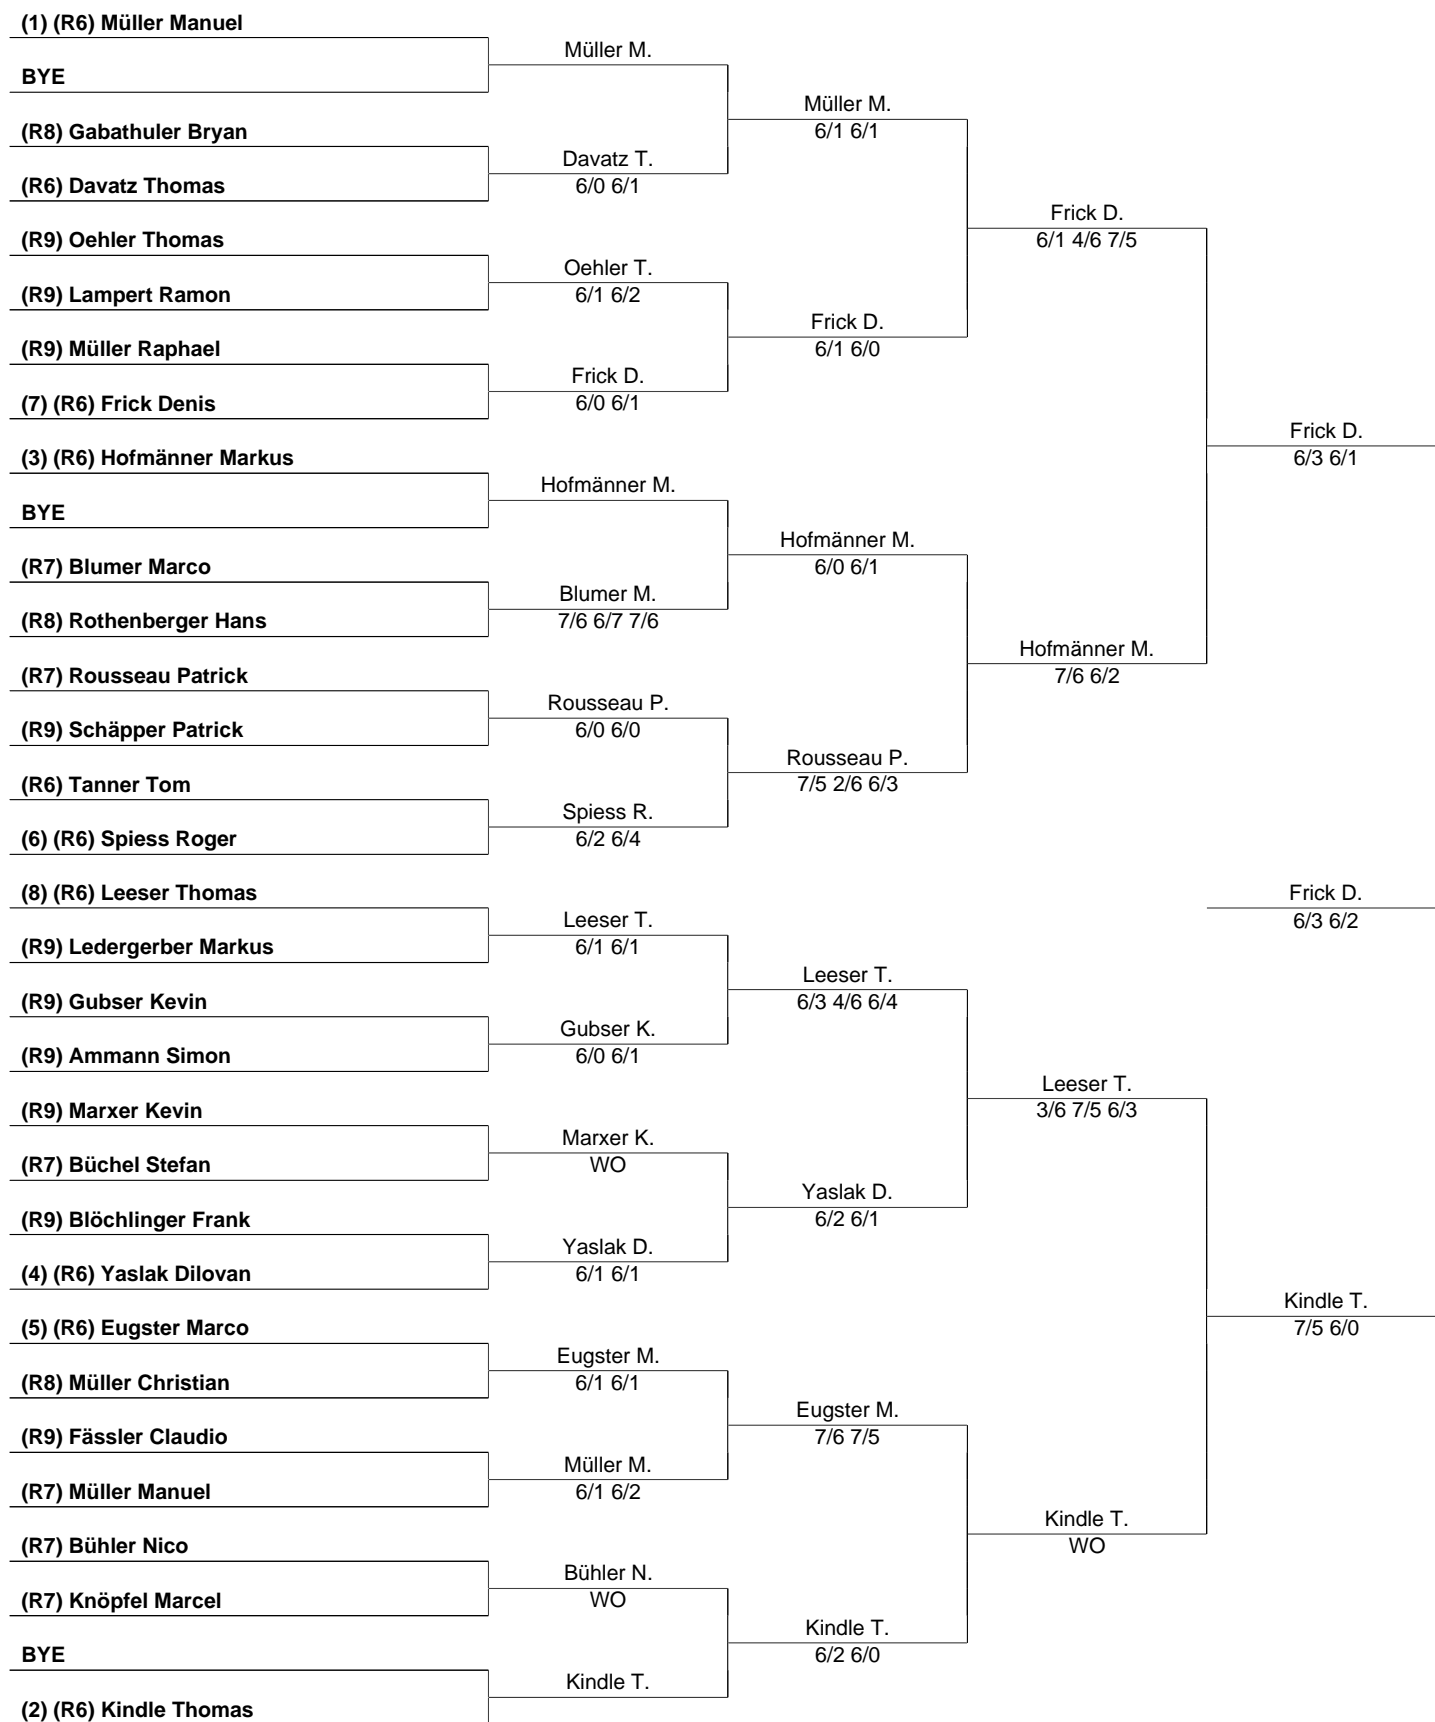 (1) (R6) Müller Manuel
BYE
(R8) Gabathuler Bryan
(R6) Davatz Thomas
(R9) Oehler Thomas
(R9) Lampert Ramon
(R9) Müller Raphael
(7) (R6) Frick Denis
(3) (R6) Hofmänner Markus
BYE
(R7) Blumer Marco
(R8) Rothenberger Hans
(R7) Rousseau Patrick
(R9) Schäpper Patrick
(R6) Tanner Tom
(6) (R6) Spiess Roger
(8) (R6) Leeser Thomas
(R9) Ledergerber Markus
(R9) Gubser Kevin
(R9) Ammann Simon
(R9) Marxer Kevin
(R7) Büchel Stefan
(R9) Blöchlinger Frank
(4) (R6) Yaslak Dilovan
(5) (R6) Eugster Marco
(R8) Müller Christian
(R9) Fässler Claudio
(R7) Müller Manuel
(R7) Bühler Nico
(R7) Knöpfel Marcel
BYE
(2) (R6) Kindle Thomas
Müller M.
Davatz T.
6/0 6/1
Oehler T.
6/1 6/2
Frick D.
6/0 6/1
Hofmänner M.
Blumer M.
7/6 6/7 7/6
Rousseau P.
6/0 6/0
Spiess R.
6/2 6/4
Leeser T.
6/1 6/1
Gubser K.
6/0 6/1
Marxer K.
WO
Yaslak D.
6/1 6/1
Eugster M.
6/1 6/1
Müller M.
6/1 6/2
Bühler N.
WO
Kindle T.
Müller M.
6/1 6/1
Frick D.
6/1 6/0
Hofmänner M.
6/0 6/1
Rousseau P.
7/5 2/6 6/3
Leeser T.
6/3 4/6 6/4
Yaslak D.
6/2 6/1
Eugster M.
7/6 7/5
Kindle T.
6/2 6/0
Frick D.
6/1 4/6 7/5
Hofmänner M.
7/6 6/2
Leeser T.
3/6 7/5 6/3
Kindle T.
WO
Frick D.
6/3 6/1
Frick D.
6/3 6/2
Kindle T.
7/5 6/0